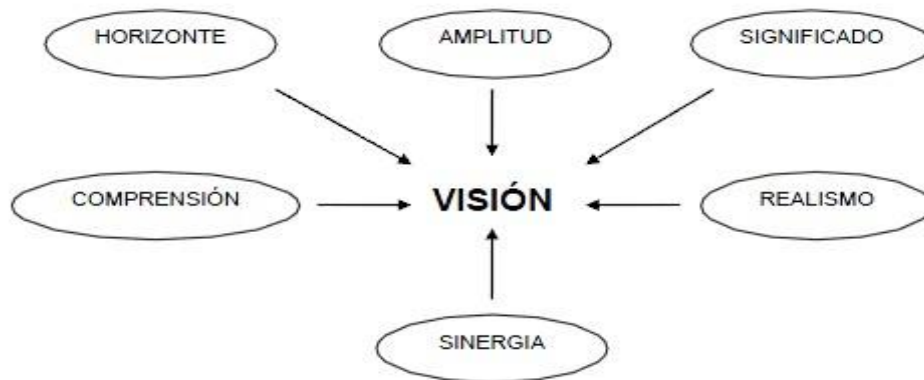 HORIZONTE
AMPLITUD
SIGNIFICADO
COMPRENSIÓN
VISIÓN
REALISMO
SINERGIA